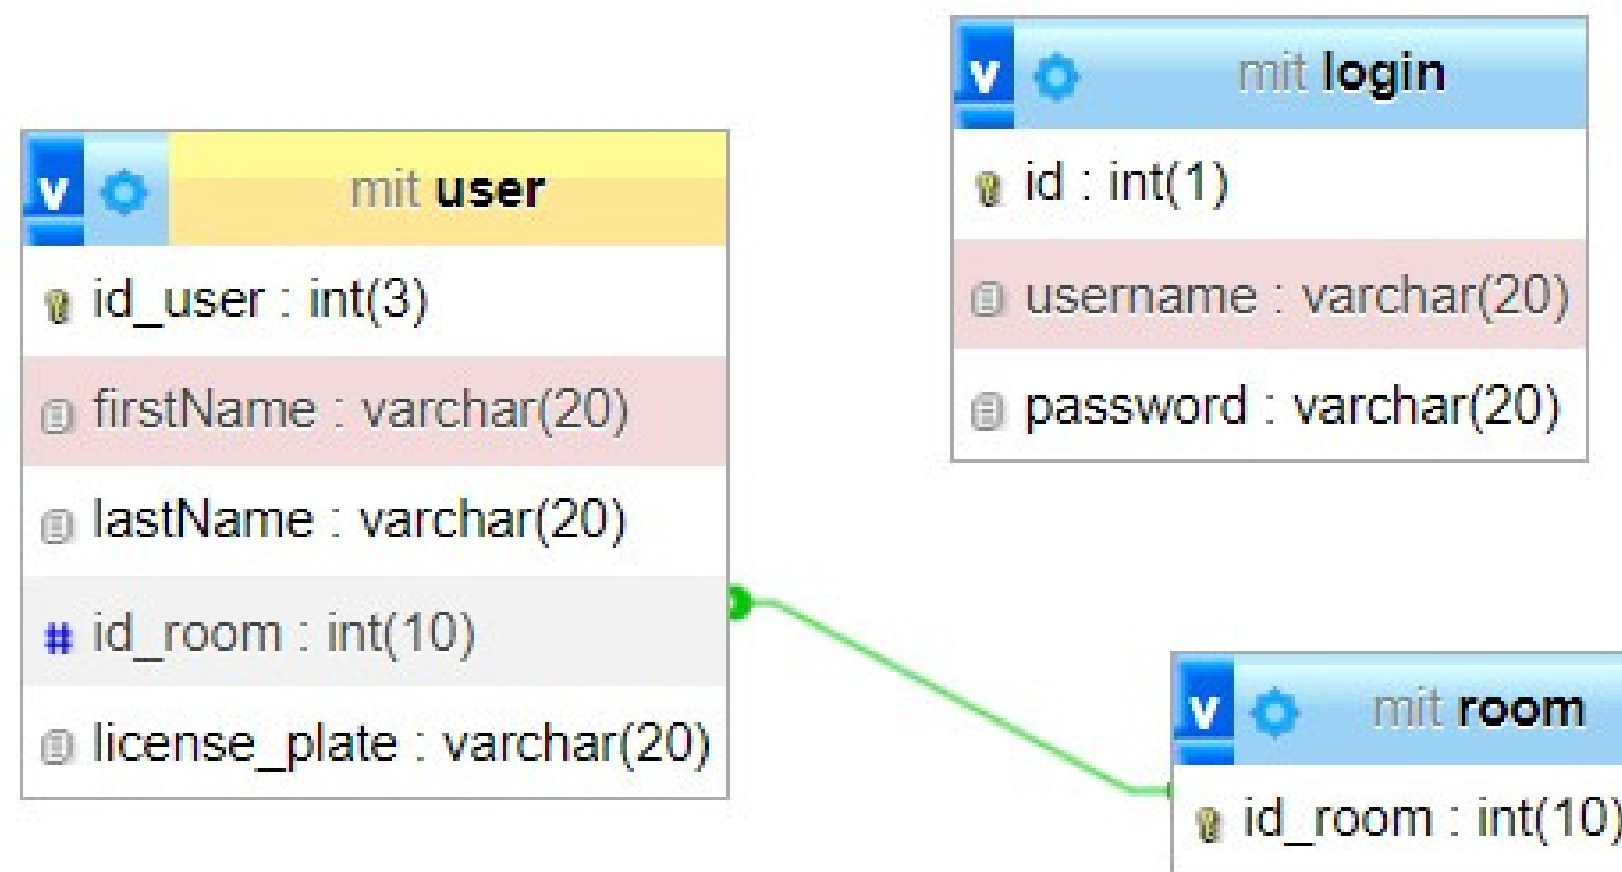 v mit user
id_user : int(3)
firstName : varchar(20)
lastName : varchar(20)
# id_room : int(10)
license_plate : varchar(20)
v mit login
id : int(1)
username : varchar(20)
password : varchar(20)
v mit room
id_room : int(10)